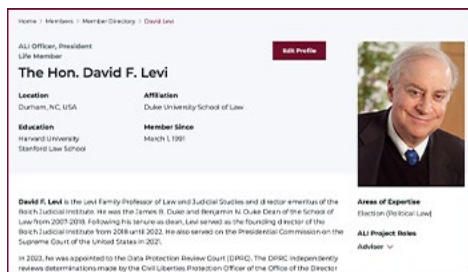 Home / Members / Member Directory / David Levi
ALI Officer, President
Life Member
Edit Profile
The Hon. David F. Levi
Location
Durham, NC, USA
Affiliation
Duke University School of Law
Education
Harvard University
Stanford Law School
Member Since
March 1, 1991
David F. Levi is the Levi Family Professor of Law and Judicial Studies and director emeritus of the
Bolch Judicial Institute. He was the James B. Duke and Benjamin N. Duke Dean of the School of
Law from 2007-2018. Following his tenure as dean, Levi served as the founding director of the
Bolch Judicial Institute from 2018 until 2022. He also served on the Presidential Commission on the
Supreme Court of the United States in 2021.
In 2023, he was appointed to the Data Protection Review Court (DPRC). The DPRC independently
reviews determinations made by the Civil Liberties Protection Officer of the Office of the Director
Areas of Expertise
Election (Political Law)
ALI Project Roles
Adviser